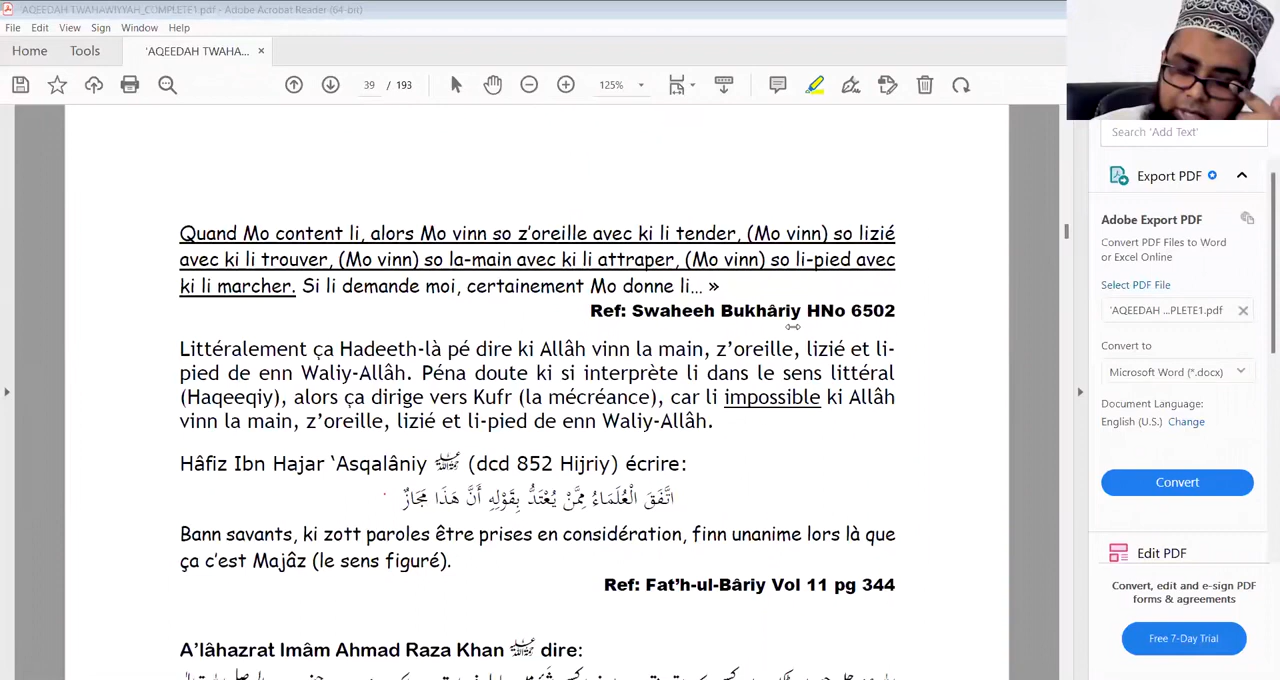 'AQEEDAH TWAHAWIYYAH_COMPLETE1.pdf - Adobe Acrobat Reader (64-bit)
File Edit View Sign Window Help
Home Tools 'AQEEDAH TWAHA... ×
39 / 193 125%
Search 'Add Text'
Export PDF
Adobe Export PDF
Convert PDF Files to Word
or Excel Online
Select PDF File
'AQEEDAH ...PLETE1.pdf
Convert to
Microsoft Word (*.docx)
Document Language:
English (U.S.) Change
Convert
Edit PDF
Convert, edit and e-sign PDF
forms & agreements
Free 7-Day Trial
Quand Mo content li, alors Mo vinn so z'oreille avec ki li tender, (Mo vinn) so lizié
avec ki li trouver, (Mo vinn) so la-main avec ki li attraper, (Mo vinn) so li-pied avec
ki li marcher. Si li demande moi, certainement Mo donne li... »
Ref: Swaheeh Bukhâriy HNo 6502
Littéralement ça Hadeeth-là pé dire ki Allâh vinn la main, z'oreille, lizié et li-
pied de enn Waliy-Allâh. Péna doute ki si interprète li dans le sens littéral
(Haqeeqiy), alors ça dirige vers Kufr (la mécréance), car li impossible ki Allâh
vinn la main, z'oreille, lizié et li-pied de enn Waliy-Allâh.
Hâfiz Ibn Hajar 'Asqalâniy (dcd 852 Hijriy) écrire:
اتَّفَقَ الْعُلَمَاءُ مِمَّنْ يُعْتَدُّ بِقَوْلِهِ أَنَّ هَذَا مَجَازٌ
Bann savants, ki zott paroles être prises en considération, finn unanime lors là que
ça c'est Majâz (le sens figuré).
Ref: Fat'h-ul-Bâriy Vol 11 pg 344
A'lâhazrat Imâm Ahmad Raza Khan dire: